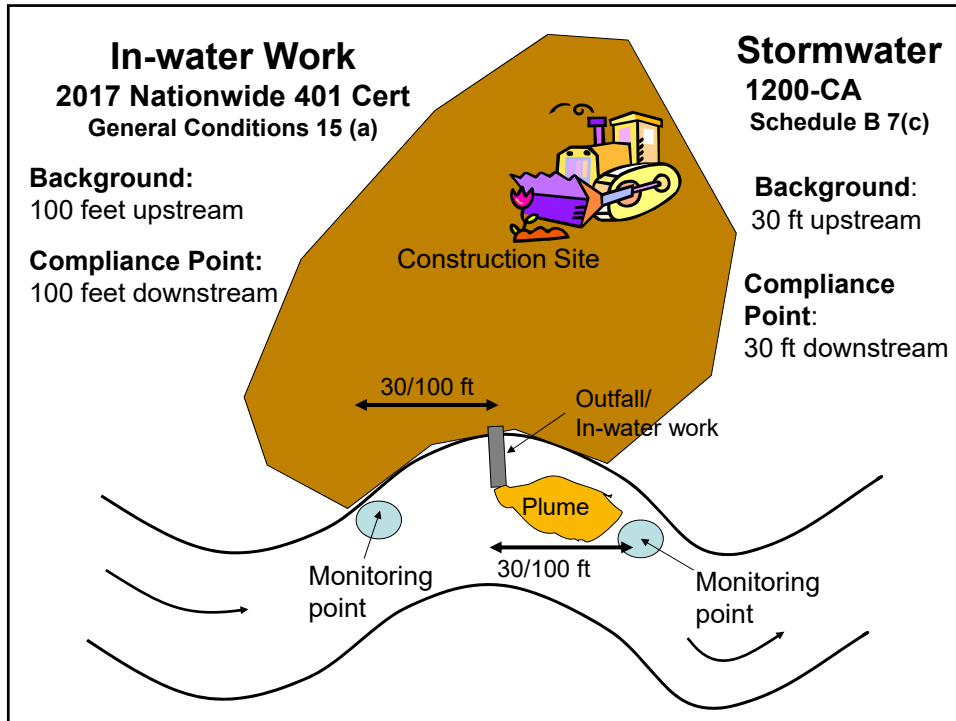 In-water Work
2017 Nationwide 401 Cert
General Conditions 15 (a)
Background:
100 feet upstream
Compliance Point:
100 feet downstream
Stormwater
1200-CA
Schedule B 7(c)
Background:
30 ft upstream
Compliance
Point:
30 ft downstream
Construction Site
30/100 ft
Outfall/
In-water work
Plume
30/100 ft
Monitoring
point
Monitoring
point